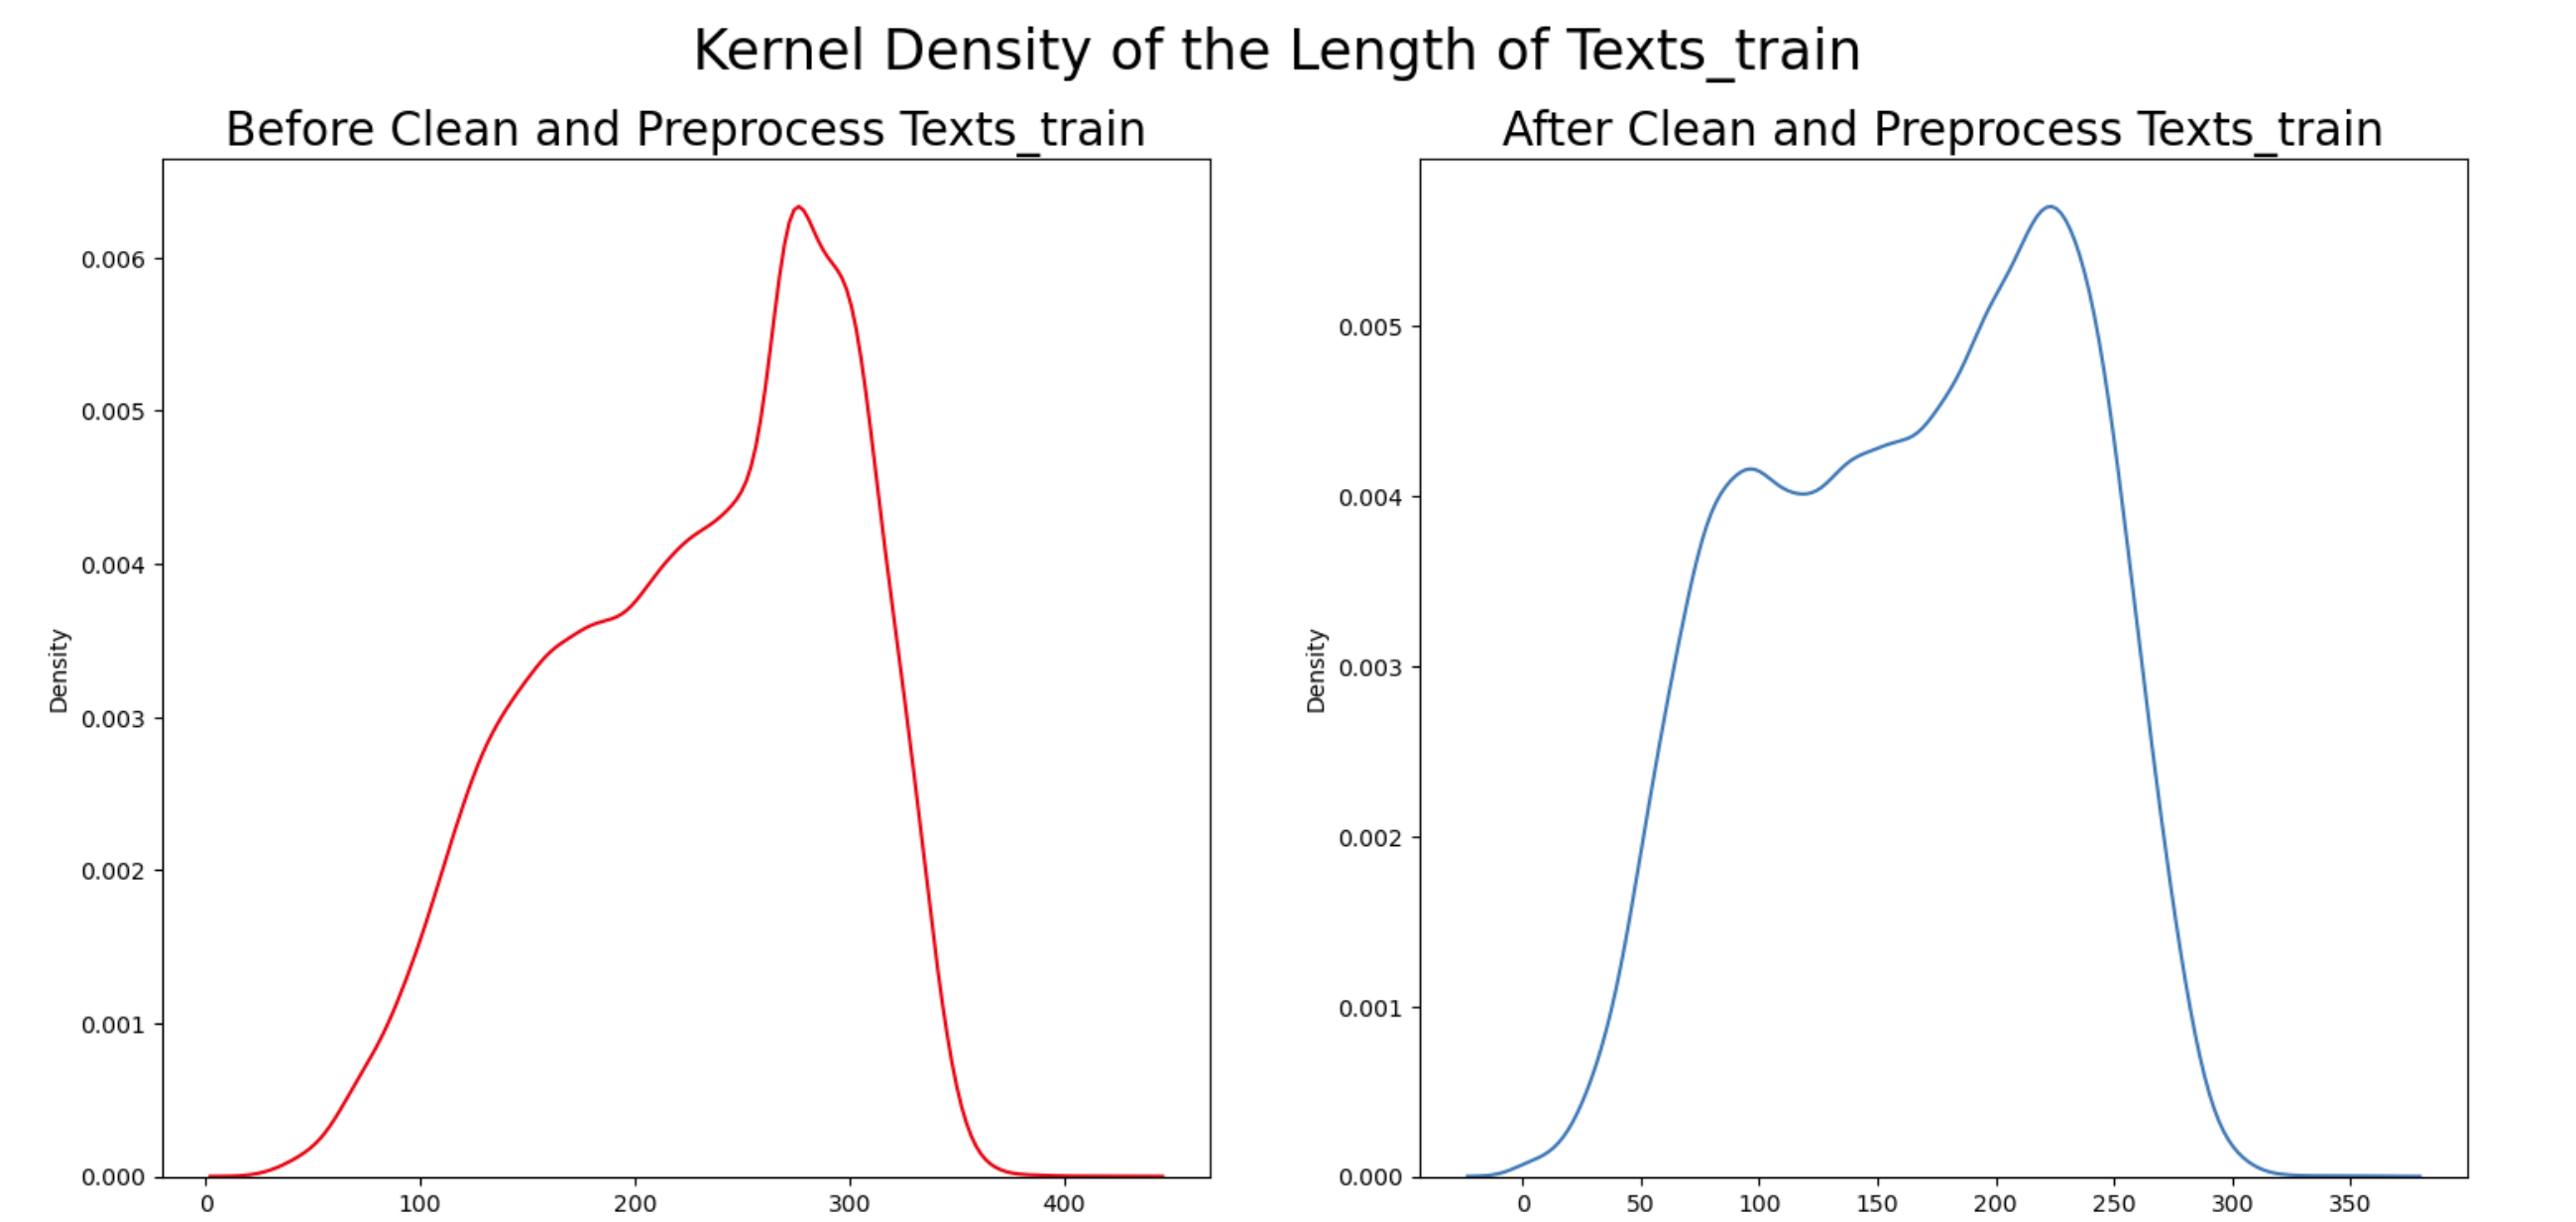 Kernel Density of the Length of Texts_train
Before Clean and Preprocess Texts_train
Density
0.006
0.005
0.004
0.003
0.002
0.001
0.000
0 100 200 300 400
After Clean and Preprocess Texts_train
Density
0.005
0.004
0.003
0.002
0.001
0.000
0 50 100 150 200 250 300 350